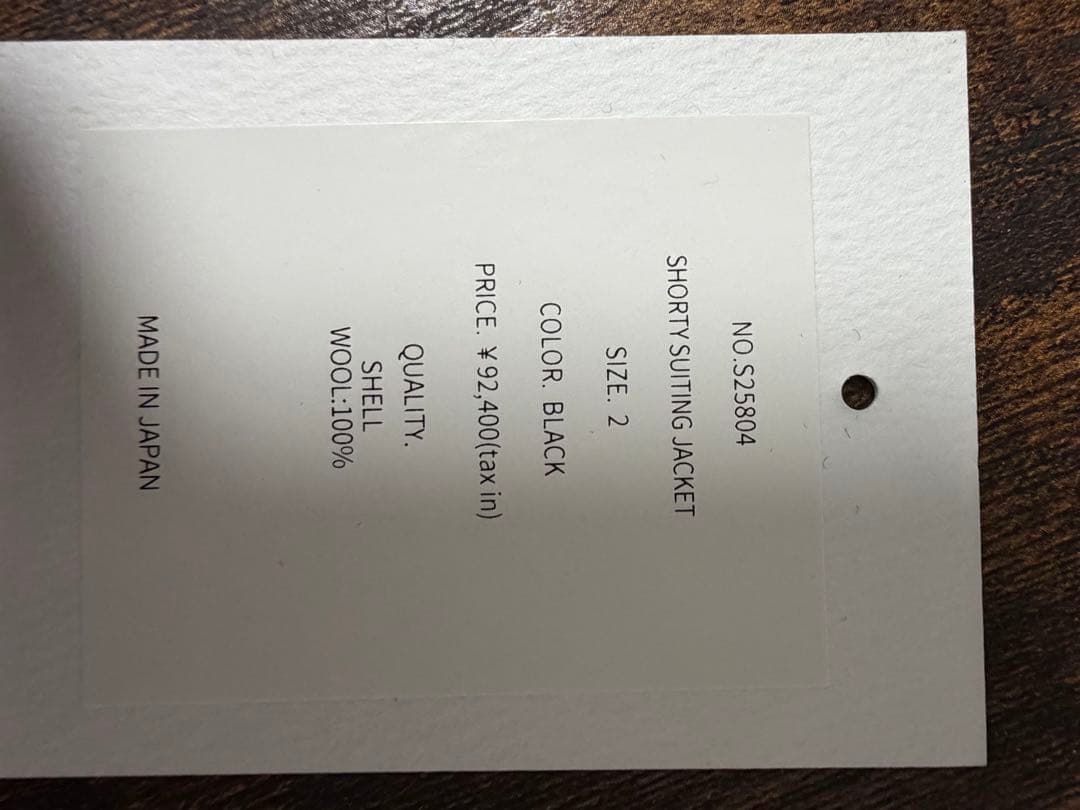 NO.S25804
SHORTY SUITING JACKET
SIZE. 2
COLOR. BLACK
PRICE. ¥92,400(tax in)
QUALITY.
SHELL
WOOL:100%
MADE IN JAPAN